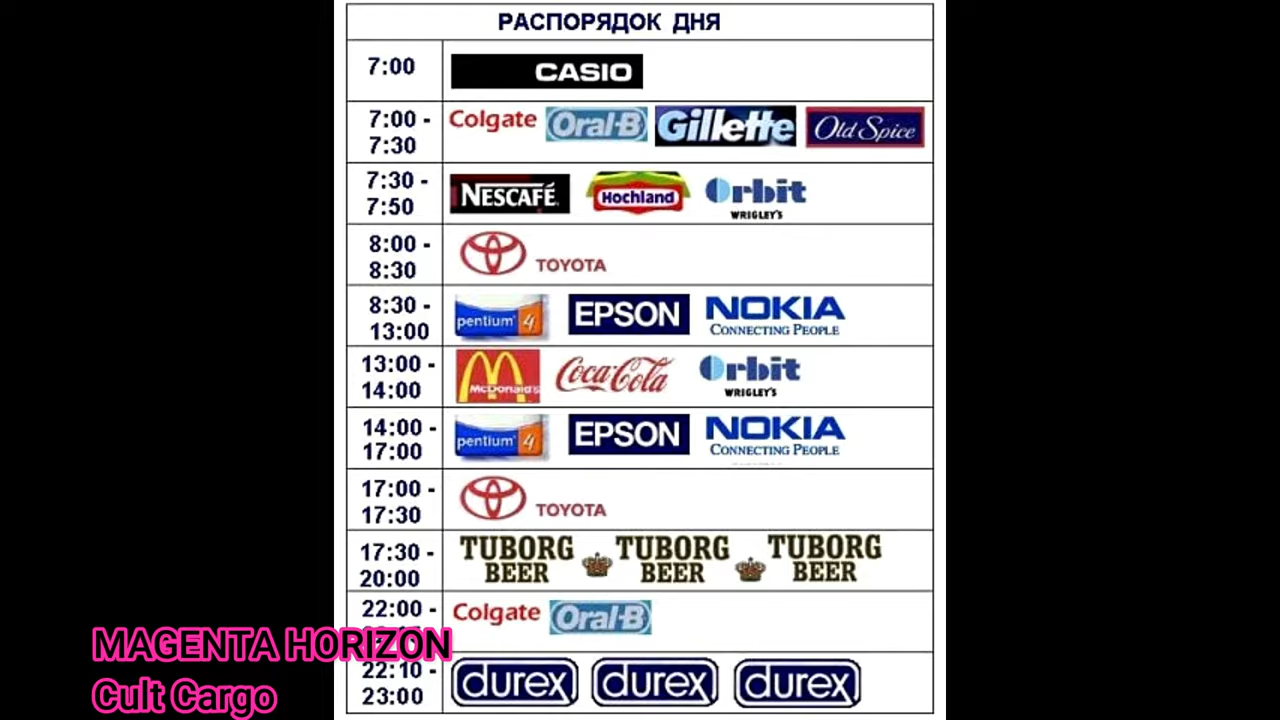 РАСПОРЯДОК ДНЯ
7:00 CASIO
7:00 - 7:30 Colgate Oral-B Gillette Old Spice
7:30 - 7:50 NESCAFÉ Hochland Orbit WRIGLEY'S
8:00 - 8:30 TOYOTA
8:30 - 13:00 pentium 4 EPSON NOKIA CONNECTING PEOPLE
13:00 - 14:00 McDonald's Coca-Cola Orbit WRIGLEY'S
14:00 - 17:00 pentium 4 EPSON NOKIA CONNECTING PEOPLE
17:00 - 17:30 TOYOTA
17:30 - 20:00 TUBORG BEER TUBORG BEER TUBORG BEER
22:00 - Colgate Oral-B
22:10 - 23:00 durex durex durex
MAGENTA HORIZON
Cult Cargo